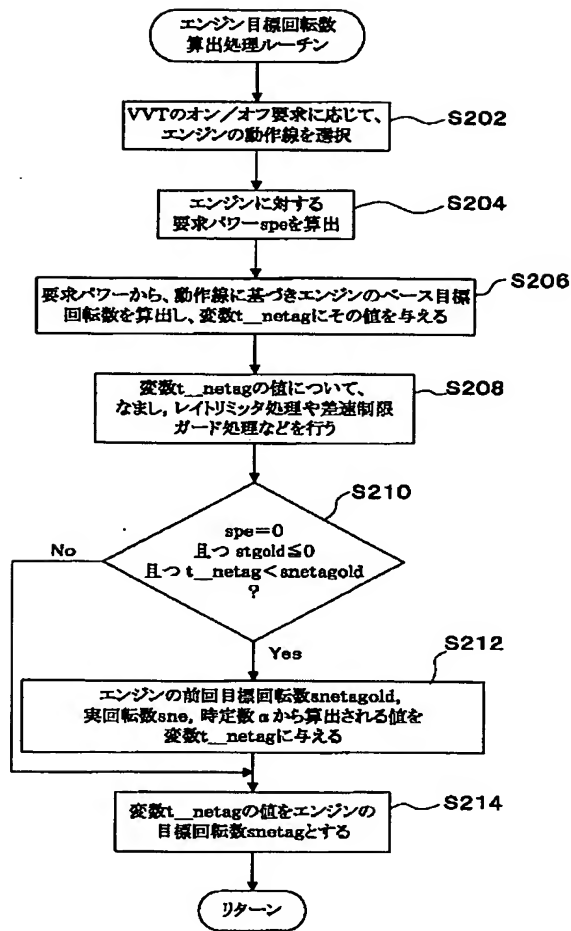 エンジン目標回転数
算出処理ルーチン
VVTのオン／オフ要求に応じて、
エンジンの動作線を選択
S202
エンジンに対する
要求パワーspeを算出
S204
要求パワーから、動作線に基づきエンジンのベース目標
回転数を算出し、変数t__netagにその値を与える
S206
変数t__netagの値について、
なまし，レイトリミッタ処理や差速制限
ガード処理などを行う
S208
S210
spe＝0
且つ stgold≦0
且つ t__netag＜snetagold
？
No
Yes
S212
エンジンの前回目標回転数snetagold，
実回転数sne，時定数αから算出される値を
変数t__netagに与える
変数t__netagの値をエンジンの
目標回転数snetagとする
S214
リターン